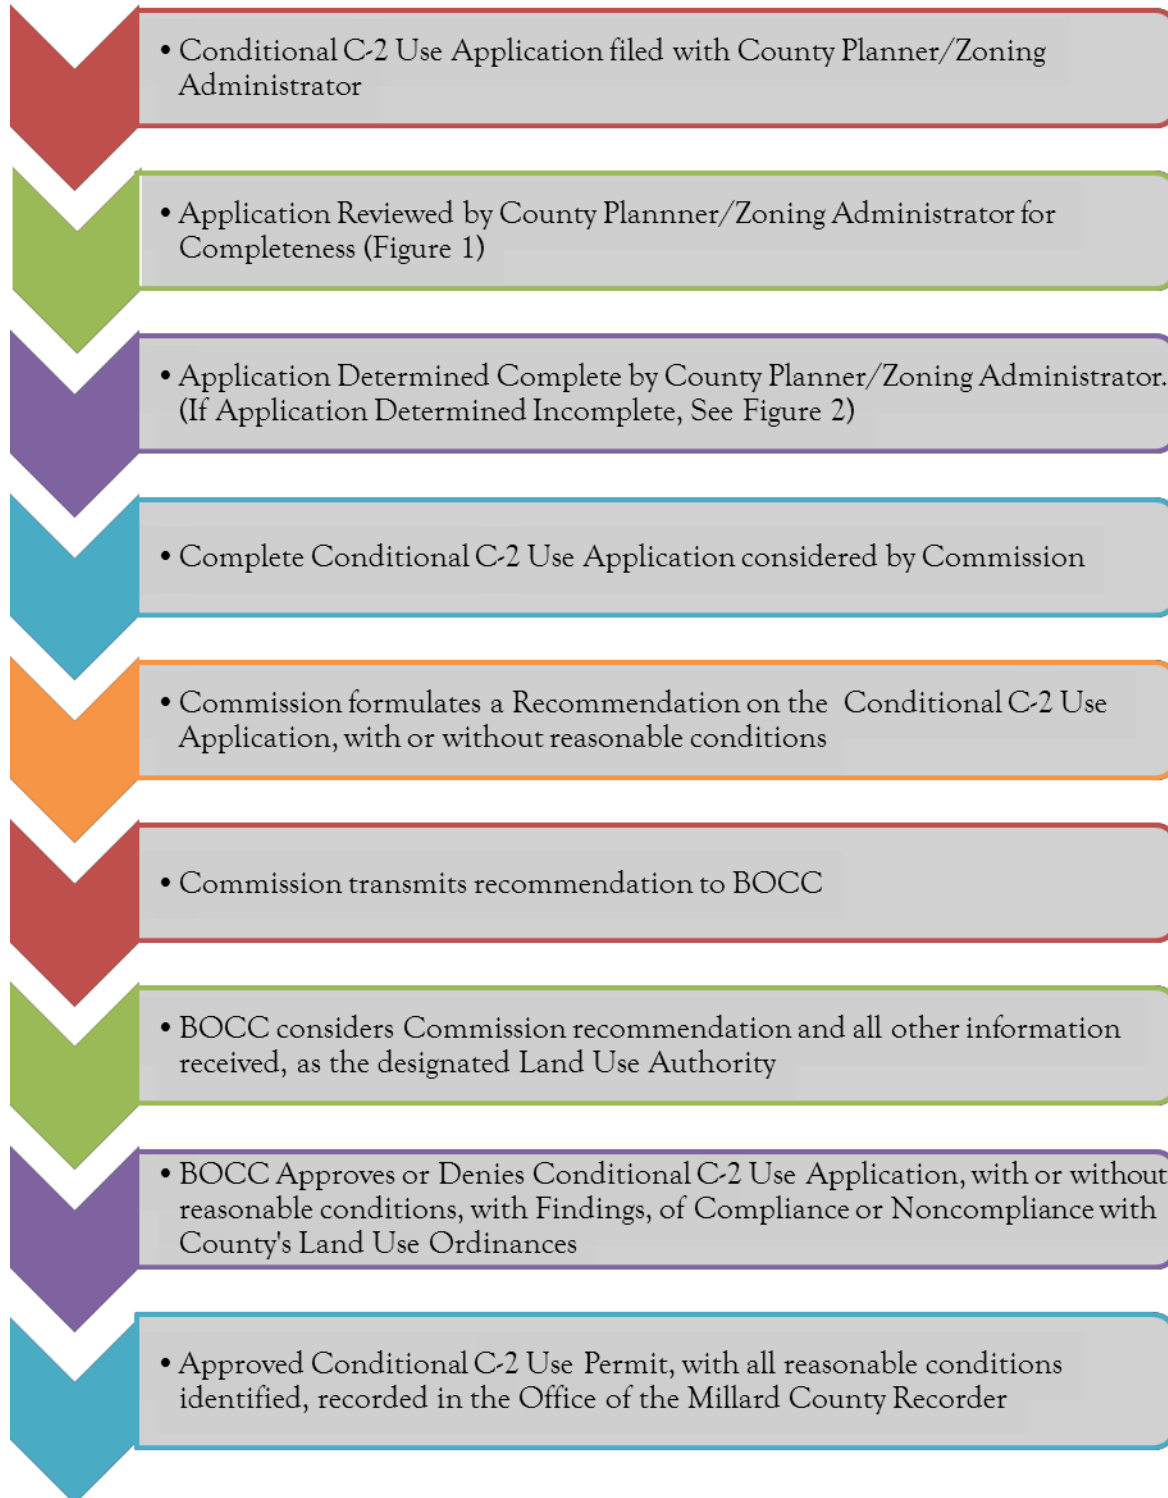 • Conditional C-2 Use Application filed with County Planner/Zoning
Administrator
• Application Reviewed by County Plannner/Zoning Administrator for
Completeness (Figure 1)
• Application Determined Complete by County Planner/Zoning Administrator.
(If Application Determined Incomplete, See Figure 2)
• Complete Conditional C-2 Use Application considered by Commission
• Commission formulates a Recommendation on the Conditional C-2 Use
Application, with or without reasonable conditions
• Commission transmits recommendation to BOCC
• BOCC considers Commission recommendation and all other information
received, as the designated Land Use Authority
• BOCC Approves or Denies Conditional C-2 Use Application, with or without
reasonable conditions, with Findings, of Compliance or Noncompliance with
County's Land Use Ordinances
• Approved Conditional C-2 Use Permit, with all reasonable conditions
identified, recorded in the Office of the Millard County Recorder